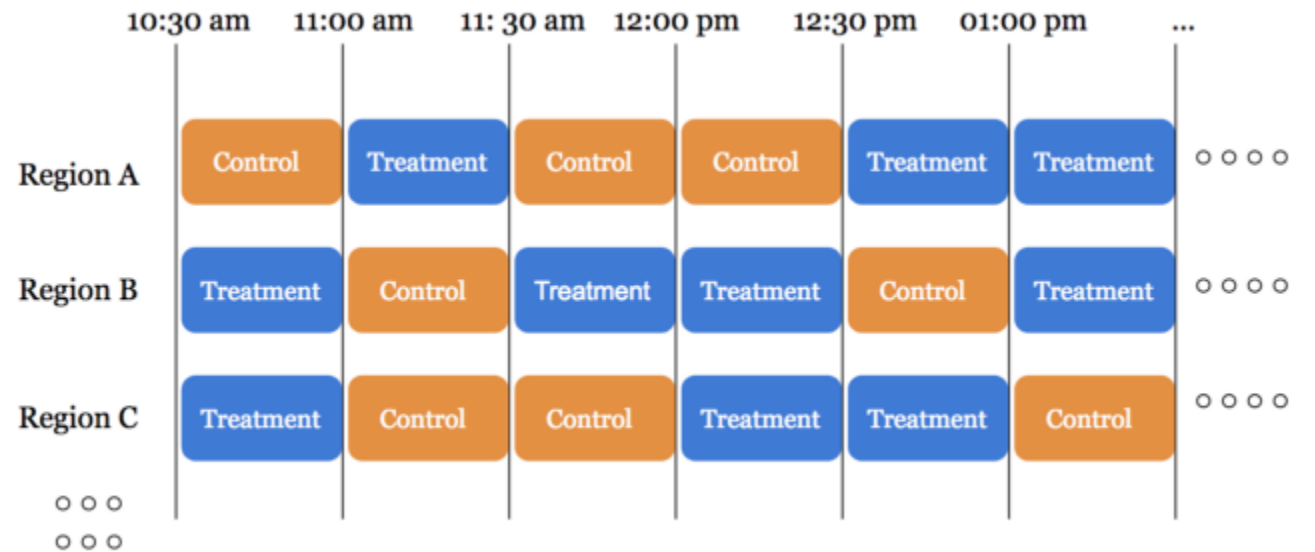 10:30 am 11:00 am 11: 30 am 12:00 pm 12:30 pm 01:00 pm ...
Region A Control Treatment Control Control Treatment Treatment
Region B Treatment Control Treatment Treatment Control Treatment
Region C Treatment Control Control Treatment Treatment Control